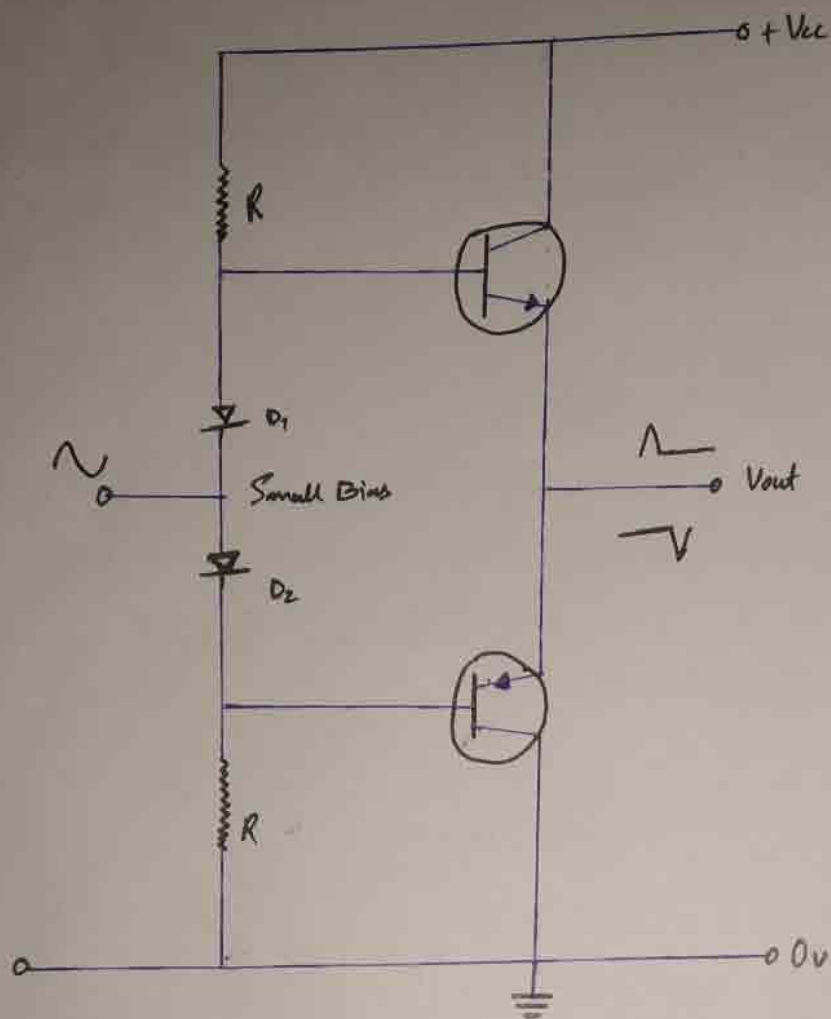 + Vcc
R
D1
Small Bias
Vout
D2
R
0v